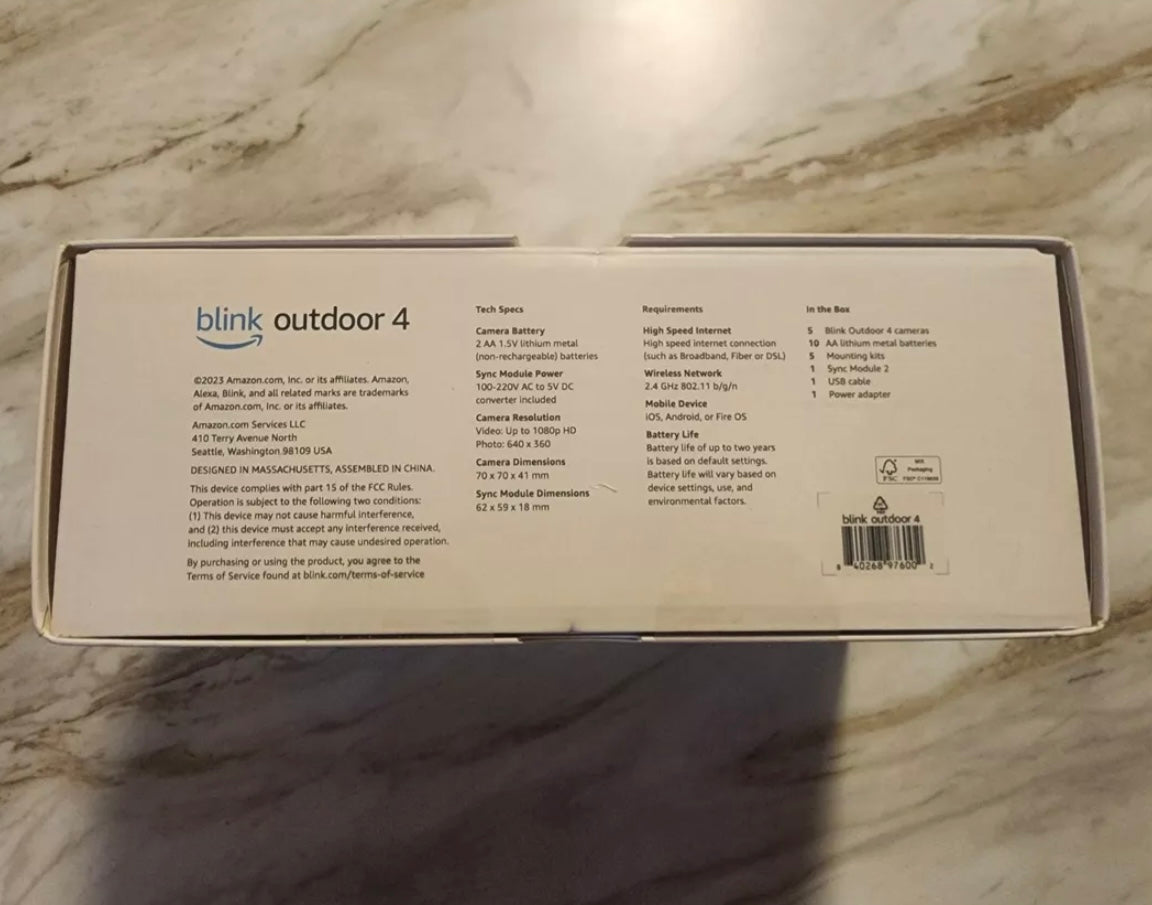 blink outdoor 4
©2023 Amazon.com, Inc. or its affiliates. Amazon,
Alexa, Blink, and all related marks are trademarks
of Amazon.com, Inc. or its affiliates.
Amazon.com Services LLC
410 Terry Avenue North
Seattle, Washington 98109 USA
DESIGNED IN MASSACHUSETTS, ASSEMBLED IN CHINA.
This device complies with part 15 of the FCC Rules.
Operation is subject to the following two conditions:
(1) This device may not cause harmful interference,
and (2) this device must accept any interference received,
including interference that may cause undesired operation.
By purchasing or using the product, you agree to the
Terms of Service found at blink.com/terms-of-service
Tech Specs
Camera Battery
2 AA 1.5V lithium metal
(non-rechargeable) batteries
Sync Module Power
100-220V AC to 5V DC
converter included
Camera Resolution
Video: Up to 1080p HD
Photo: 640 x 360
Camera Dimensions
70 x 70 x 41 mm
Sync Module Dimensions
62 x 59 x 18 mm
Requirements
High Speed Internet
High speed internet connection
(such as Broadband, Fiber or DSL)
Wireless Network
2.4 GHz 802.11 b/g/n
Mobile Device
iOS, Android, or Fire OS
Battery Life
Battery life of up to two years
is based on default settings.
Battery life will vary based on
device settings, use, and
environmental factors.
In the Box
5 Blink Outdoor 4 cameras
10 AA lithium metal batteries
5 Mounting kits
1 Sync Module 2
1 USB cable
1 Power adapter
MIX
Packaging
FSC
blink outdoor 4
8 40268 97600 2